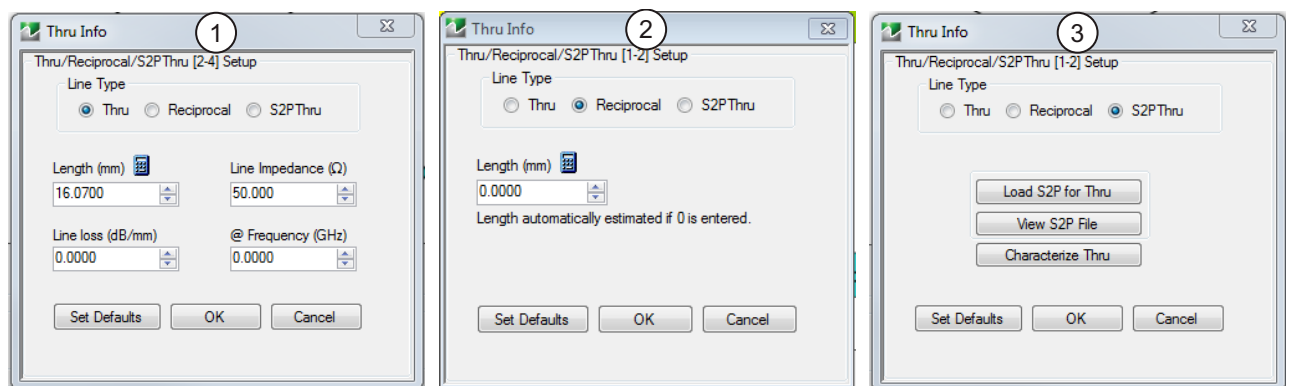 Thru Info
1
Thru/Reciprocal/S2PThru [2-4] Setup
Line Type
Thru Reciprocal S2PThru
Length (mm) Line Impedance (Ω)
16.0700 50.000
Line loss (dB/mm) @ Frequency (GHz)
0.0000 0.0000
Set Defaults OK Cancel
Thru Info
2
Thru/Reciprocal/S2PThru [1-2] Setup
Line Type
Thru Reciprocal S2PThru
Length (mm)
0.0000
Length automatically estimated if 0 is entered.
Set Defaults OK Cancel
Thru Info
3
Thru/Reciprocal/S2PThru [1-2] Setup
Line Type
Thru Reciprocal S2PThru
Load S2P for Thru
View S2P File
Characterize Thru
Set Defaults OK Cancel